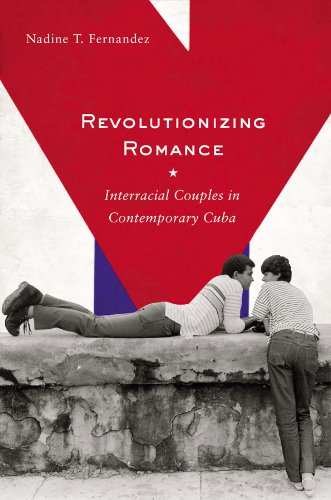 Nadine T. Fernandez
Revolutionizing
Romance
Interracial Couples in
Contemporary Cuba